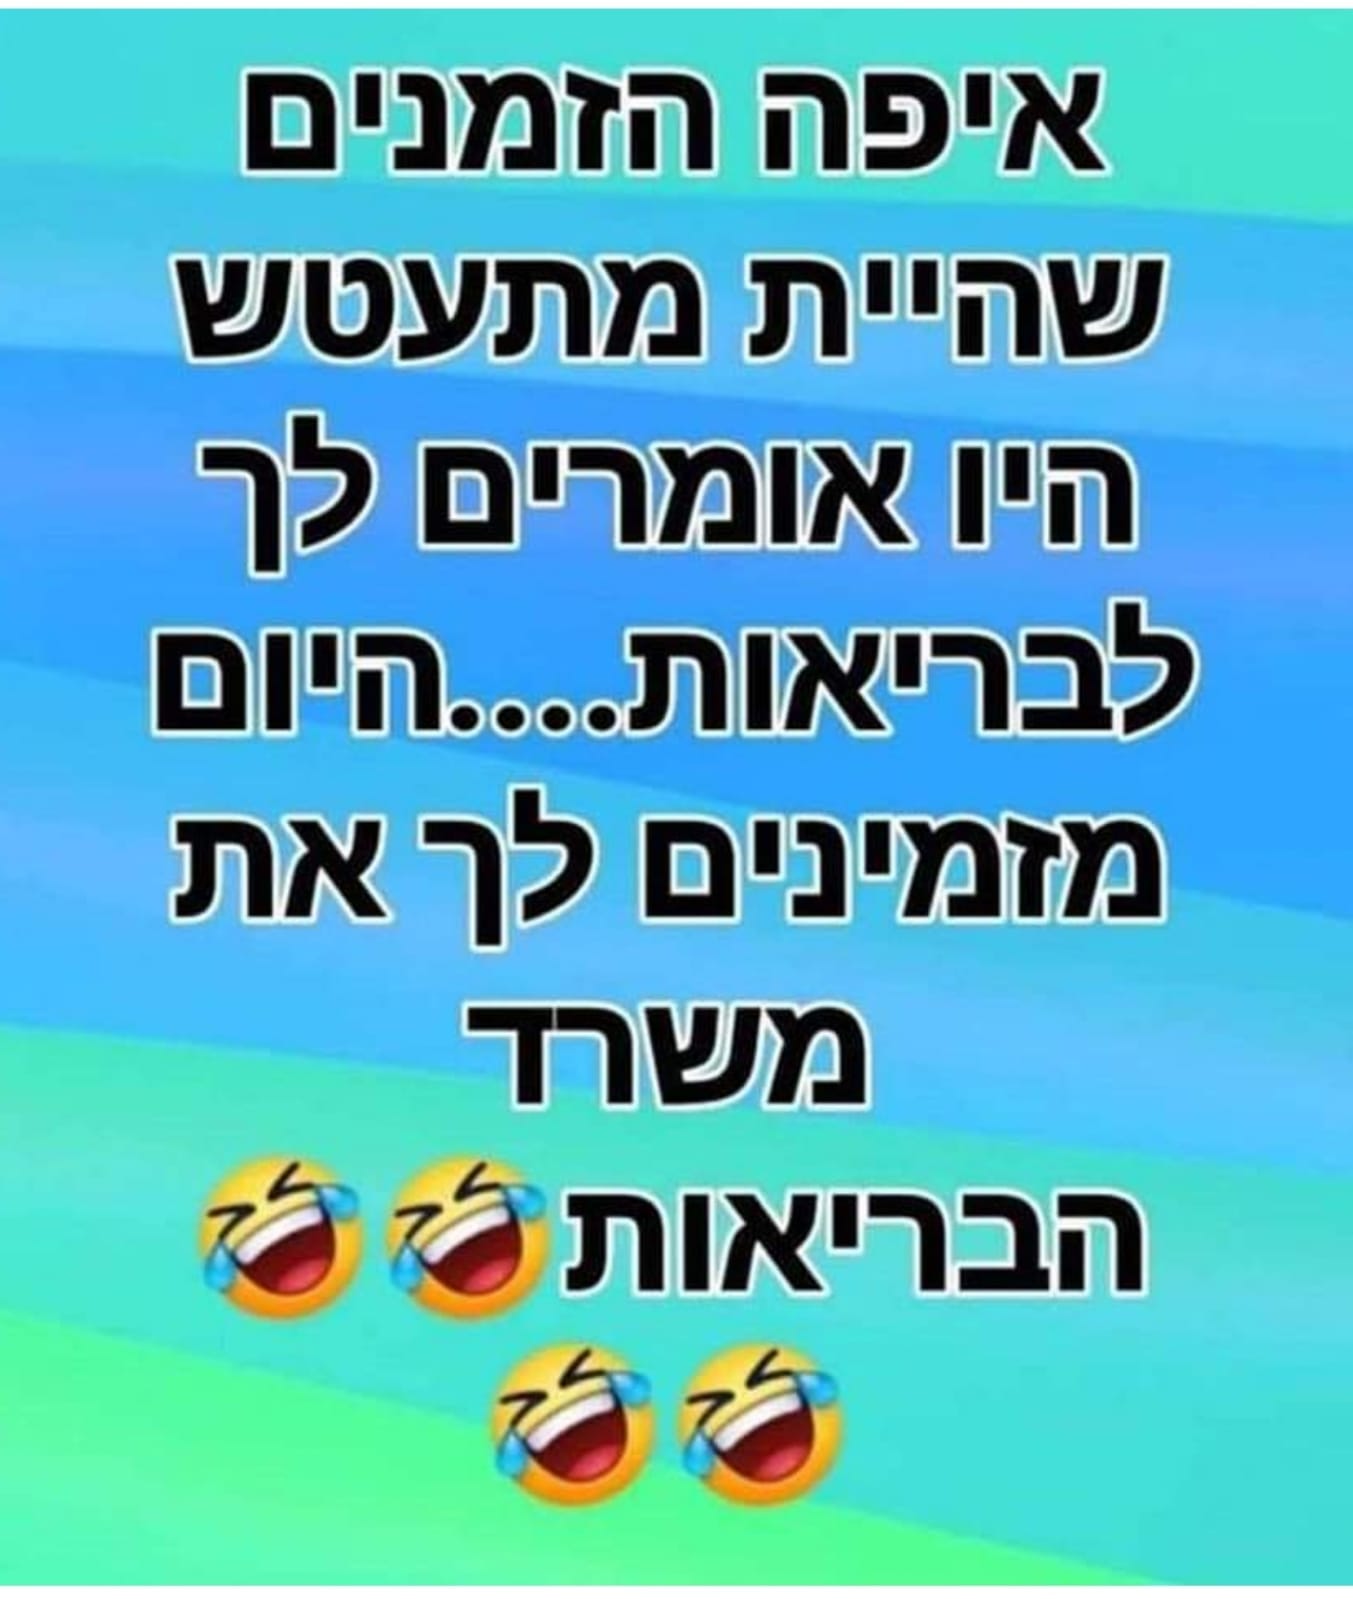 איפה הזמנים
שהיית מתעטש
היו אומרים לך
לבריאות....היום
מזמינים לך את
משרד
הבריאות🤣🤣
🤣🤣